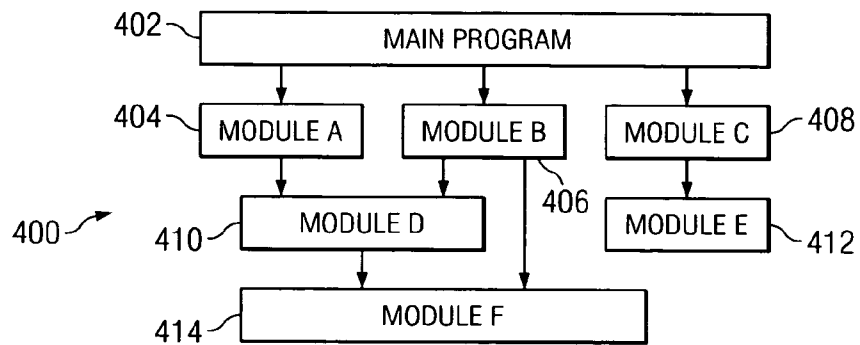 402
MAIN PROGRAM
404
MODULE A
MODULE B
MODULE C
408
406
400
410
MODULE D
MODULE E
412
414
MODULE F